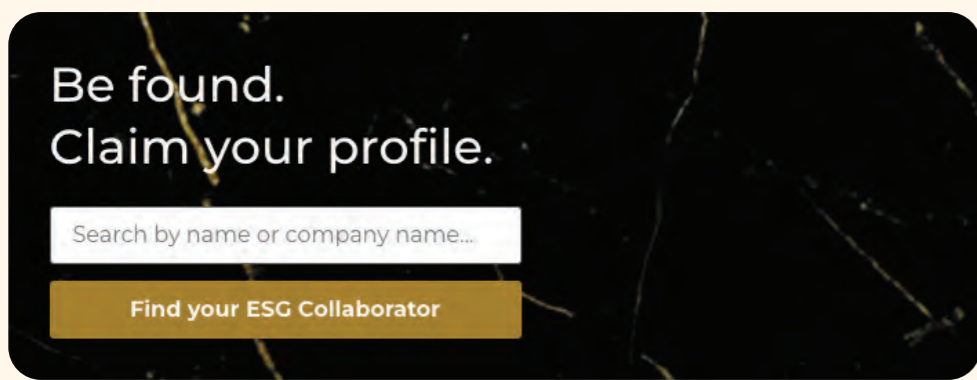 Be found.
Claim your profile.
Search by name or company name...
Find your ESG Collaborator